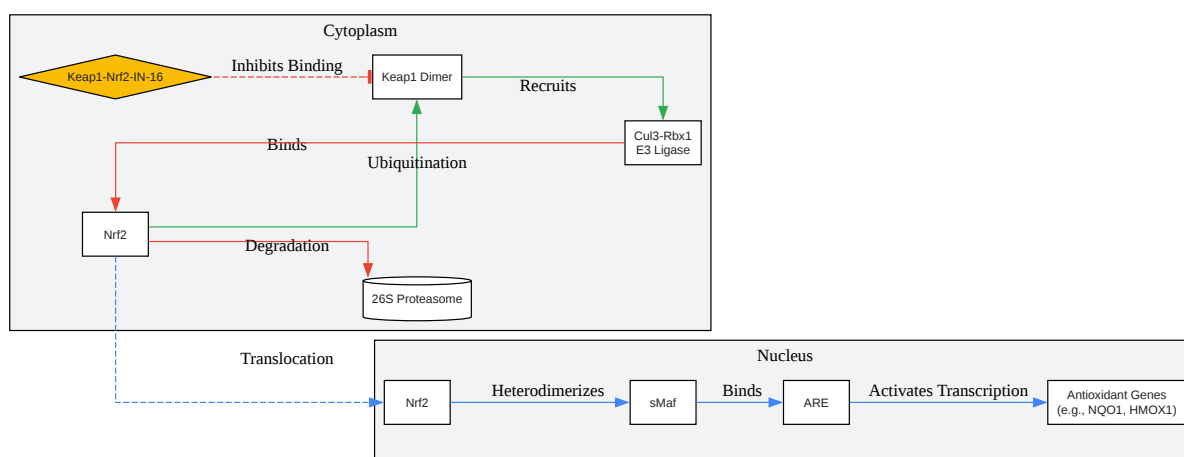 Cytoplasm
Keap1-Nrf2-IN-16
Inhibits Binding
Keap1 Dimer
Recruits
Cul3-Rbx1
E3 Ligase
Binds
Ubiquitination
Nrf2
Degradation
26S Proteasome
Translocation
Nucleus
Nrf2
Heterodimerizes
sMaf
Binds
ARE
Activates Transcription
Antioxidant Genes
(e.g., NQO1, HMOX1)